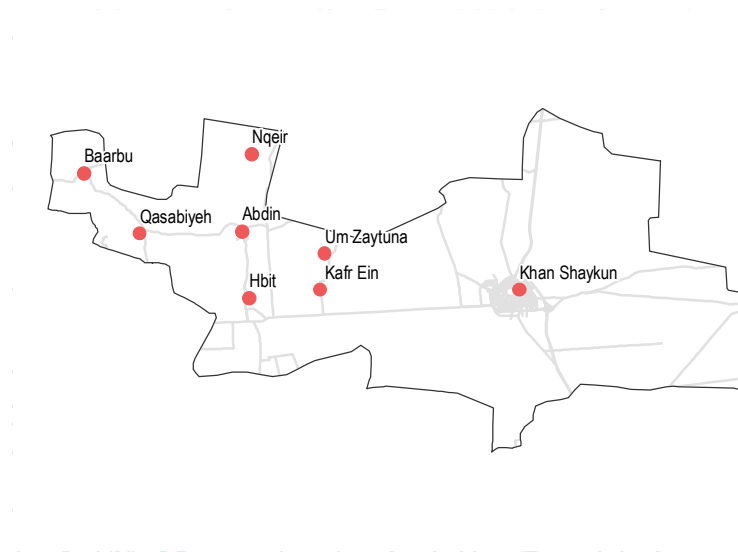 Nqeir
Baarbu
Qasabiyeh
Abdin
Um Zaytuna
Hbit
Kafr Ein
Khan Shaykun